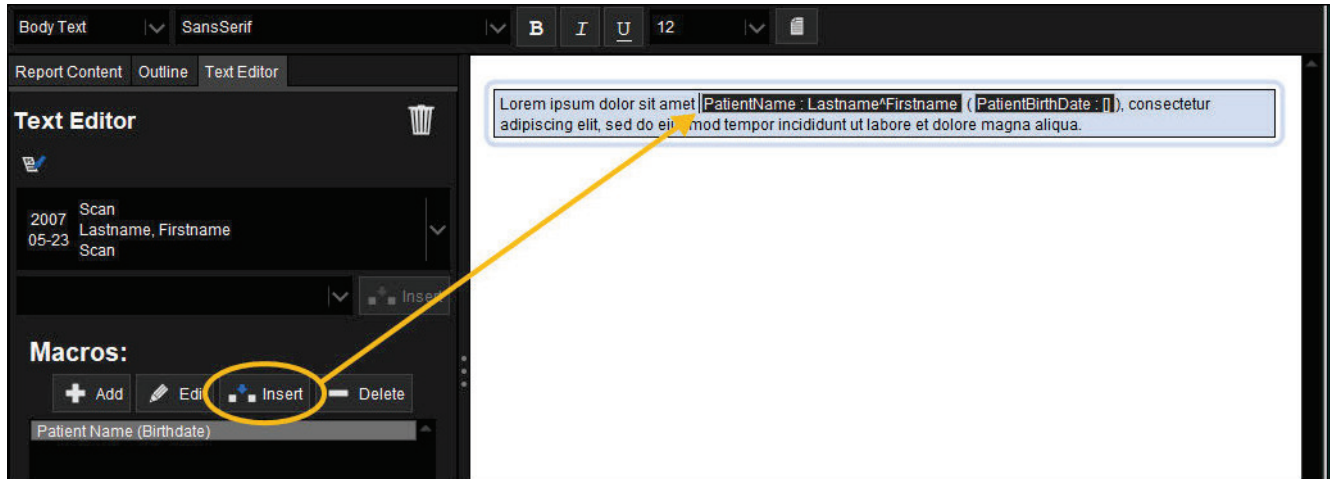 Body Text SansSerif B I U 12
Report Content Outline Text Editor
Text Editor
2007
05-23
Scan
Lastname, Firstname
Scan
Insert
Macros:
Add Edit Insert Delete
Patient Name (Birthdate)
Lorem ipsum dolor sit amet PatientName : Lastname^Firstname ( PatientBirthDate : [] ), consectetur
adipiscing elit, sed do eiusmod tempor incididunt ut labore et dolore magna aliqua.